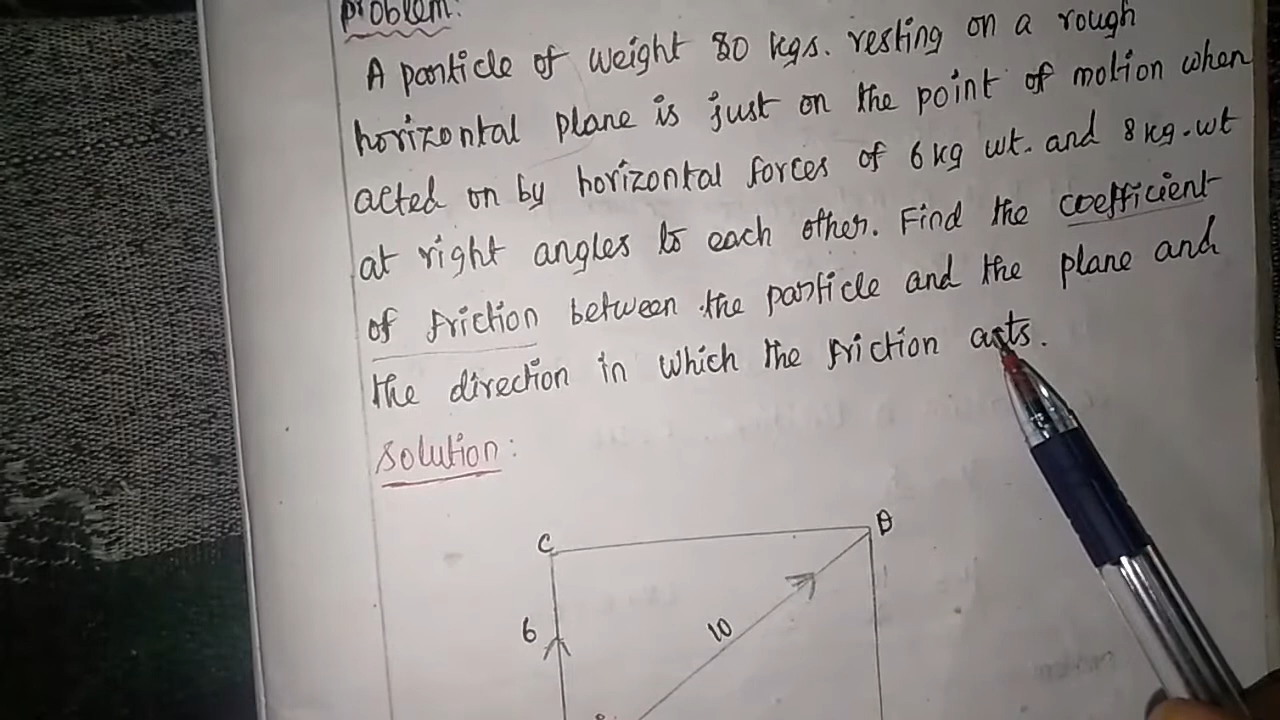 Problem:
A particle of weight 80 kgs. resting on a rough
horizontal plane is just on the point of motion when
acted on by horizontal forces of 6 kg wt. and 8 kg.wt
at right angles to each other. Find the coefficient
of friction between the particle and the plane and
the direction in which the friction acts.
Solution:
C
B
6
10